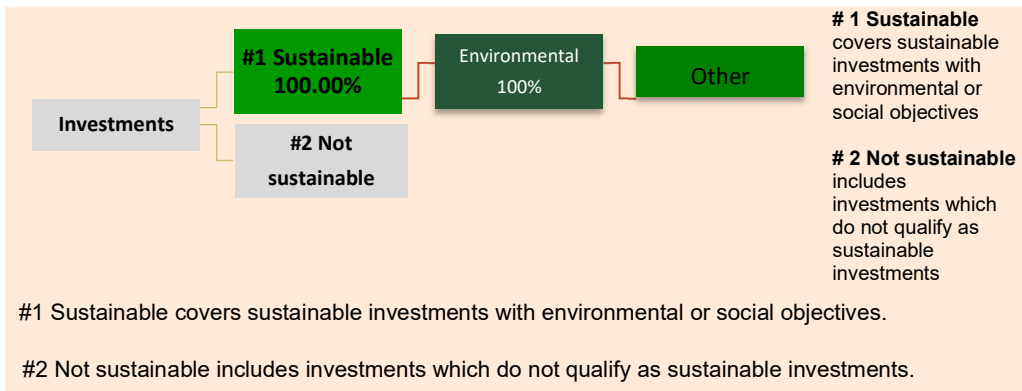 Investments
#1 Sustainable
100.00%
#2 Not
sustainable
Environmental
100%
Other
# 1 Sustainable
covers sustainable
investments with
environmental or
social objectives
# 2 Not sustainable
includes
investments which
do not qualify as
sustainable
investments
#1 Sustainable covers sustainable investments with environmental or social objectives.
#2 Not sustainable includes investments which do not qualify as sustainable investments.